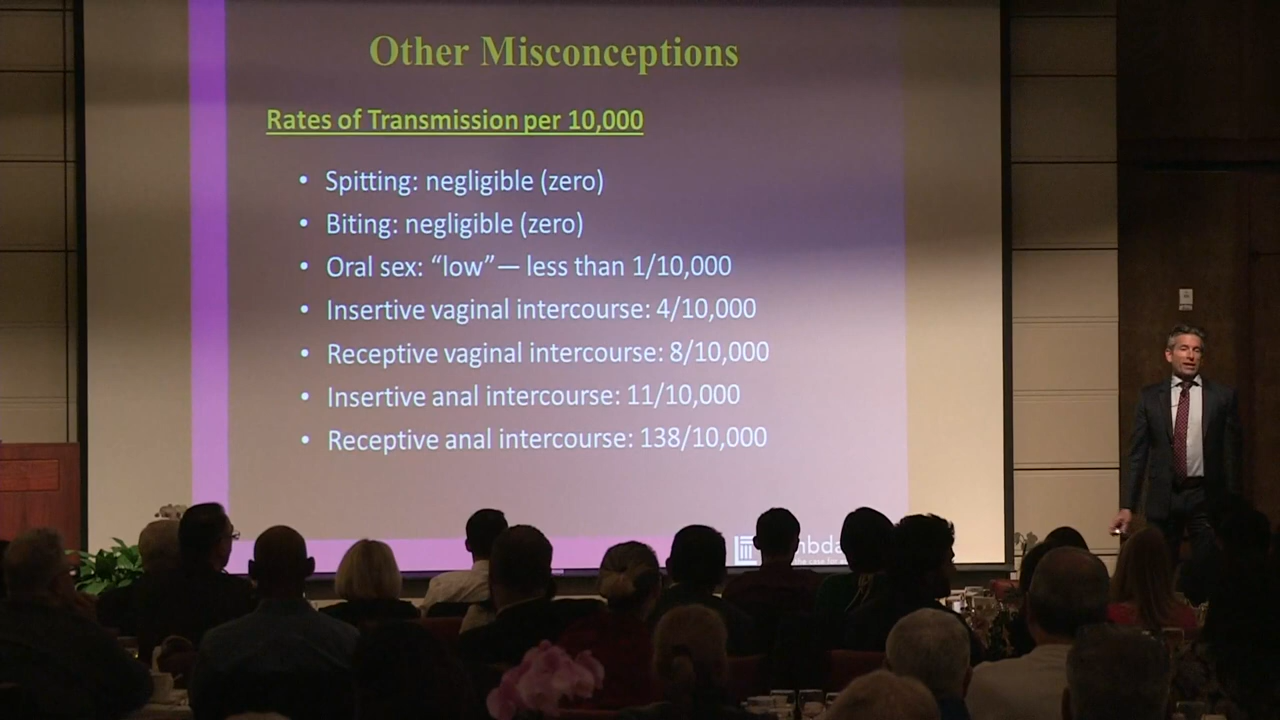 Other Misconceptions
Rates of Transmission per 10,000
• Spitting: negligible (zero)
• Biting: negligible (zero)
• Oral sex: “low”— less than 1/10,000
• Insertive vaginal intercourse: 4/10,000
• Receptive vaginal intercourse: 8/10,000
• Insertive anal intercourse: 11/10,000
• Receptive anal intercourse: 138/10,000
case for